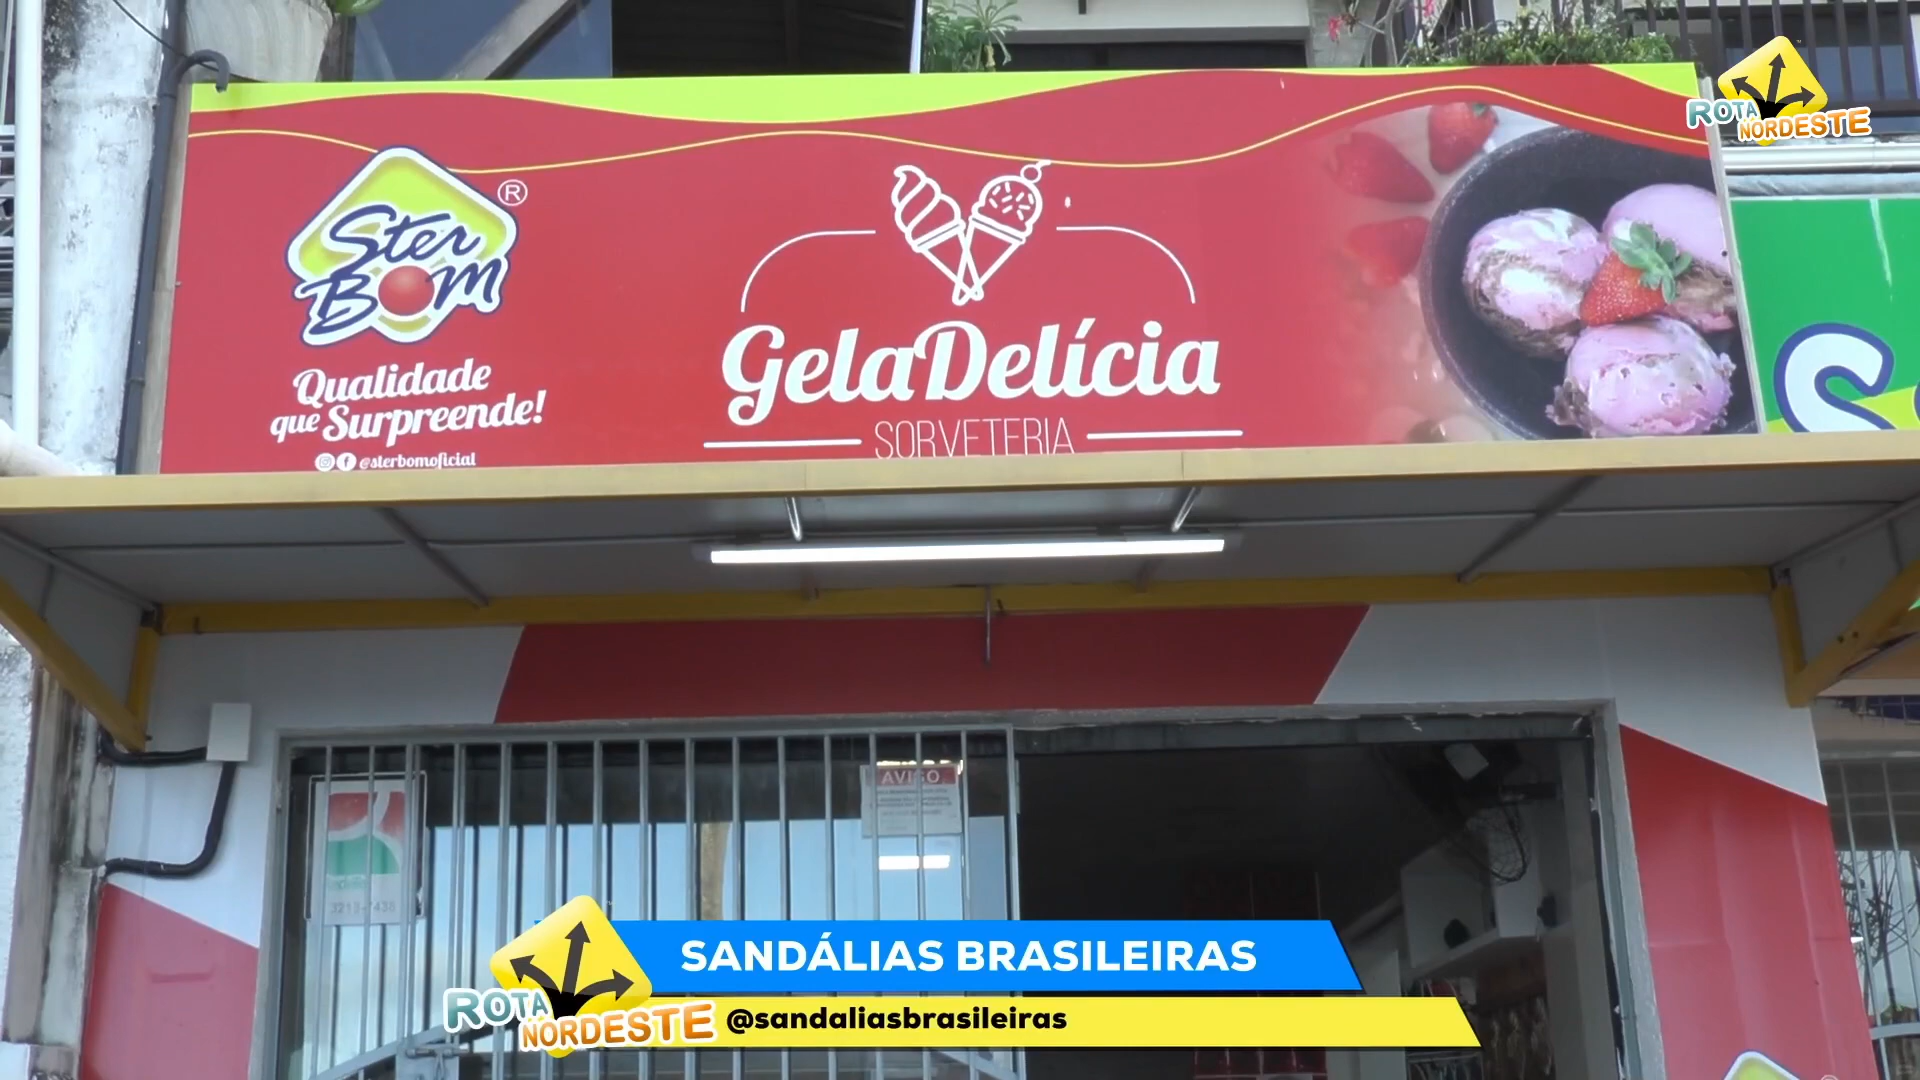 ROTA
NORDESTE
Ster
Bom
®
Qualidade
que Surpreende!
@sterbomoficial
GelaDelícia
SORVETERIA
S
AVISO
SANDÁLIAS BRASILEIRAS
ROTA
NORDESTE
@sandaliasbrasileiras